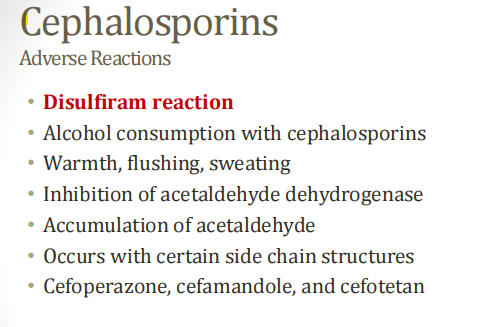 Cephalosporins
Adverse Reactions
• Disulfiram reaction
• Alcohol consumption with cephalosporins
• Warmth, flushing, sweating
• Inhibition of acetaldehyde dehydrogenase
• Accumulation of acetaldehyde
• Occurs with certain side chain structures
• Cefoperazone, cefamandole, and cefotetan